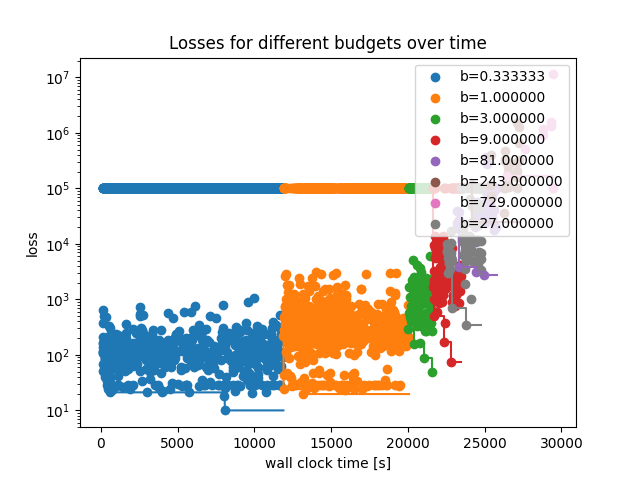 Losses for different budgets over time
10^7
10^6
10^5
10^4
10^3
10^2
10^1
loss
b=0.333333
b=1.000000
b=3.000000
b=9.000000
b=81.000000
b=243.000000
b=729.000000
b=27.000000
0 5000 10000 15000 20000 25000 30000
wall clock time [s]